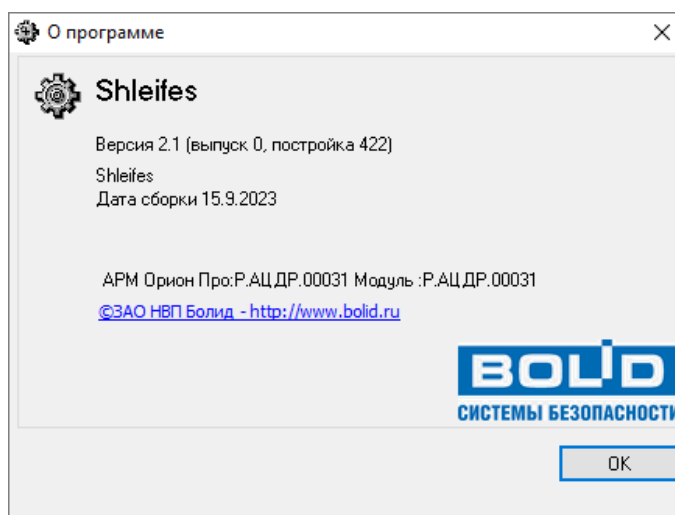 О программе
Shleifes
Версия 2.1 (выпуск 0, постройка 422)
Shleifes
Дата сборки 15.9.2023
АРМ Орион Про:Р.АЦДР.00031 Модуль :Р.АЦДР.00031
©ЗАО НВП Болид - http://www.bolid.ru
BOLID
СИСТЕМЫ БЕЗОПАСНОСТИ
OK